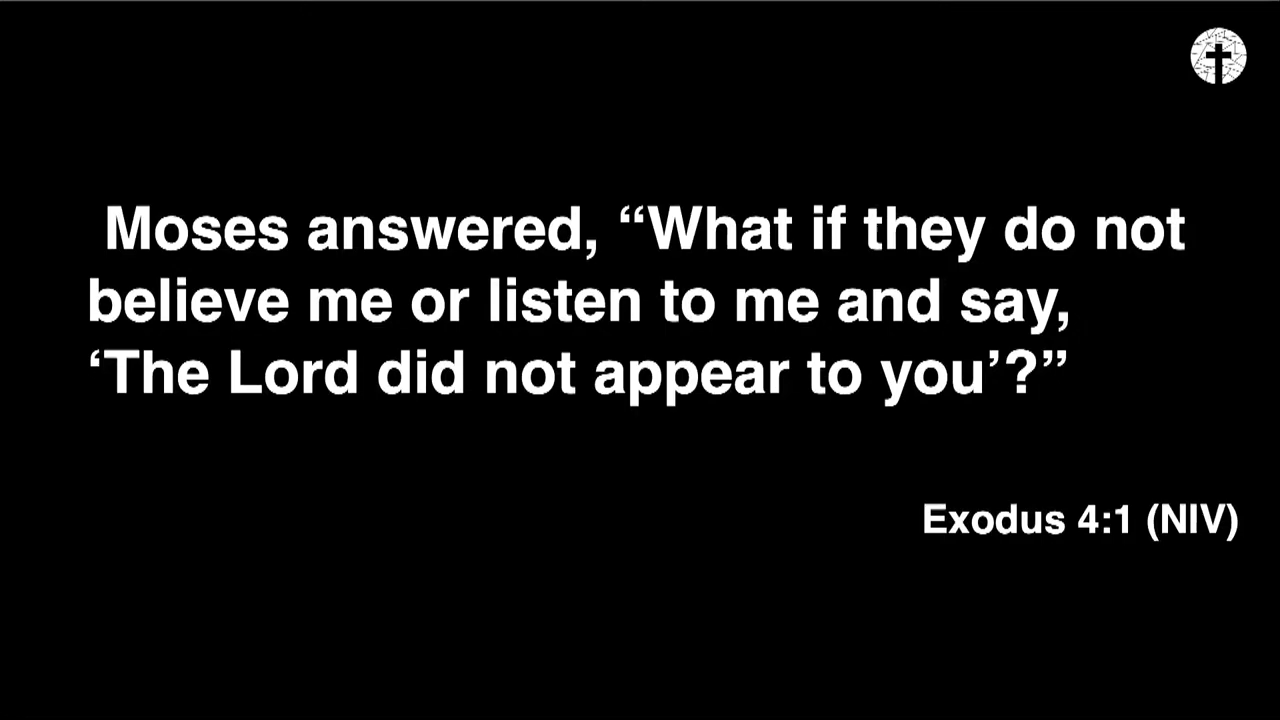 Moses answered, “What if they do not
believe me or listen to me and say,
‘The Lord did not appear to you’?”
Exodus 4:1 (NIV)